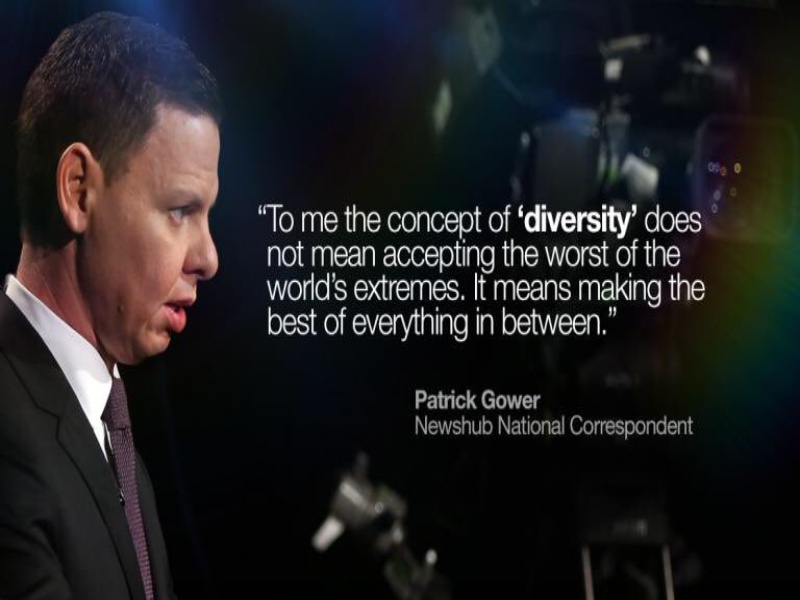 “To me the concept of ‘diversity’ does
not mean accepting the worst of the
world’s extremes. It means making the
best of everything in between.”
Patrick Gower
Newshub National Correspondent